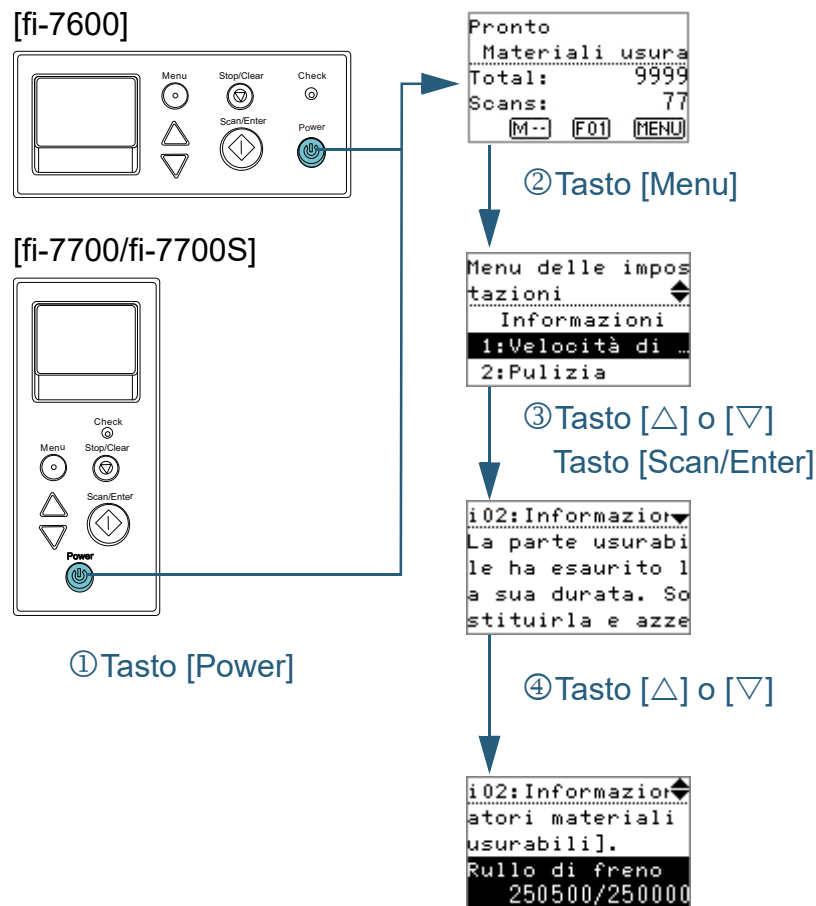 [fi-7600]
Menu
Stop/Clear
Check
Scan/Enter
Power
[fi-7700/fi-7700S]
Check
Menu
Stop/Clear
Scan/Enter
Power
①Tasto [Power]
Pronto
Materiali usura
Total: 9999
Scans: 77
M-- F01 MENU
②Tasto [Menu]
Menu delle impos
tazioni
Informazioni
1:Velocità di …
2:Pulizia
③Tasto [△] o [▽]
Tasto [Scan/Enter]
i02:Informazion
La parte usurabi
le ha esaurito l
a sua durata. So
stituirla e azze
④Tasto [△] o [▽]
i02:Informazion
atori materiali
usurabili].
Rullo di freno
250500/250000